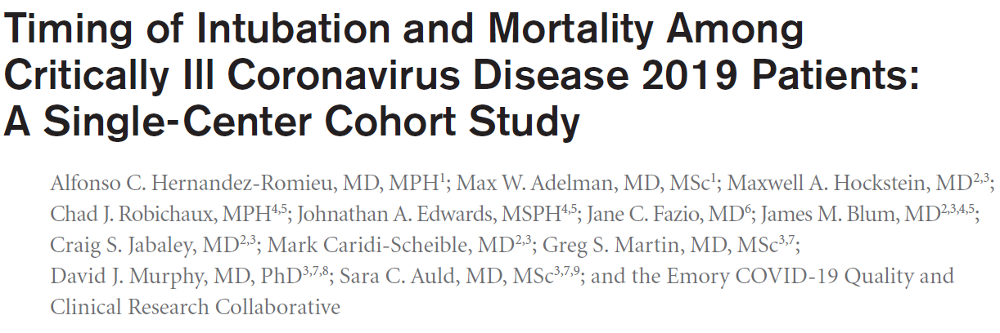 Timing of Intubation and Mortality Among
Critically Ill Coronavirus Disease 2019 Patients:
A Single-Center Cohort Study
Alfonso C. Hernandez-Romieu, MD, MPH1; Max W. Adelman, MD, MSc1; Maxwell A. Hockstein, MD2,3;
Chad J. Robichaux, MPH4,5; Johnathan A. Edwards, MSPH4,5; Jane C. Fazio, MD6; James M. Blum, MD2,3,4,5;
Craig S. Jabaley, MD2,3; Mark Caridi-Scheible, MD2,3; Greg S. Martin, MD, MSc3,7;
David J. Murphy, MD, PhD3,7,8; Sara C. Auld, MD, MSc3,7,9; and the Emory COVID-19 Quality and
Clinical Research Collaborative